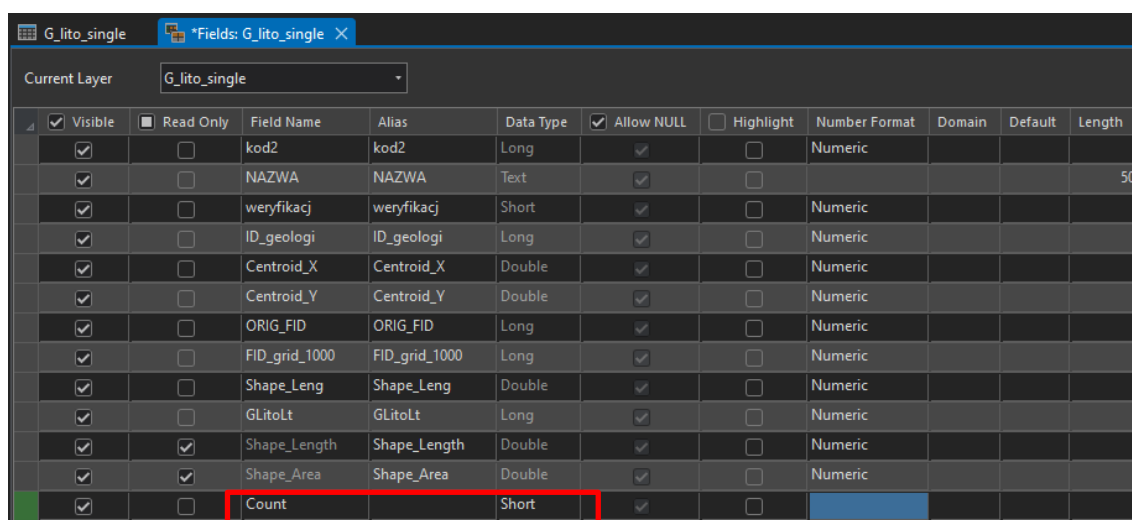 G_lito_single *Fields: G_lito_single
Current Layer G_lito_single
Visible Read Only Field Name Alias Data Type Allow NULL Highlight Number Format Domain Default Length
kod2 kod2 Long Numeric
NAZWA NAZWA Text 50
weryfikacj weryfikacj Short Numeric
ID_geologi ID_geologi Long Numeric
Centroid_X Centroid_X Double Numeric
Centroid_Y Centroid_Y Double Numeric
ORIG_FID ORIG_FID Long Numeric
FID_grid_1000 FID_grid_1000 Long Numeric
Shape_Leng Shape_Leng Double Numeric
GLitoLt GLitoLt Long Numeric
Shape_Length Shape_Length Double Numeric
Shape_Area Shape_Area Double Numeric
Count Short